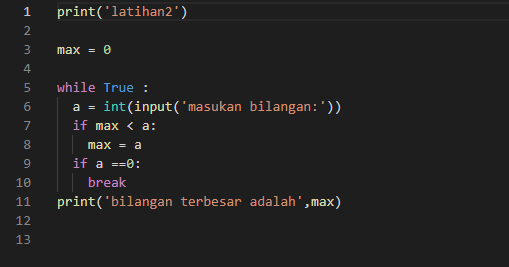 1 print('latihan2')
2
3 max = 0
4
5 while True :
6 a = int(input('masukan bilangan:'))
7 if max < a:
8 max = a
9 if a ==0:
10 break
11 print('bilangan terbesar adalah',max)
12
13